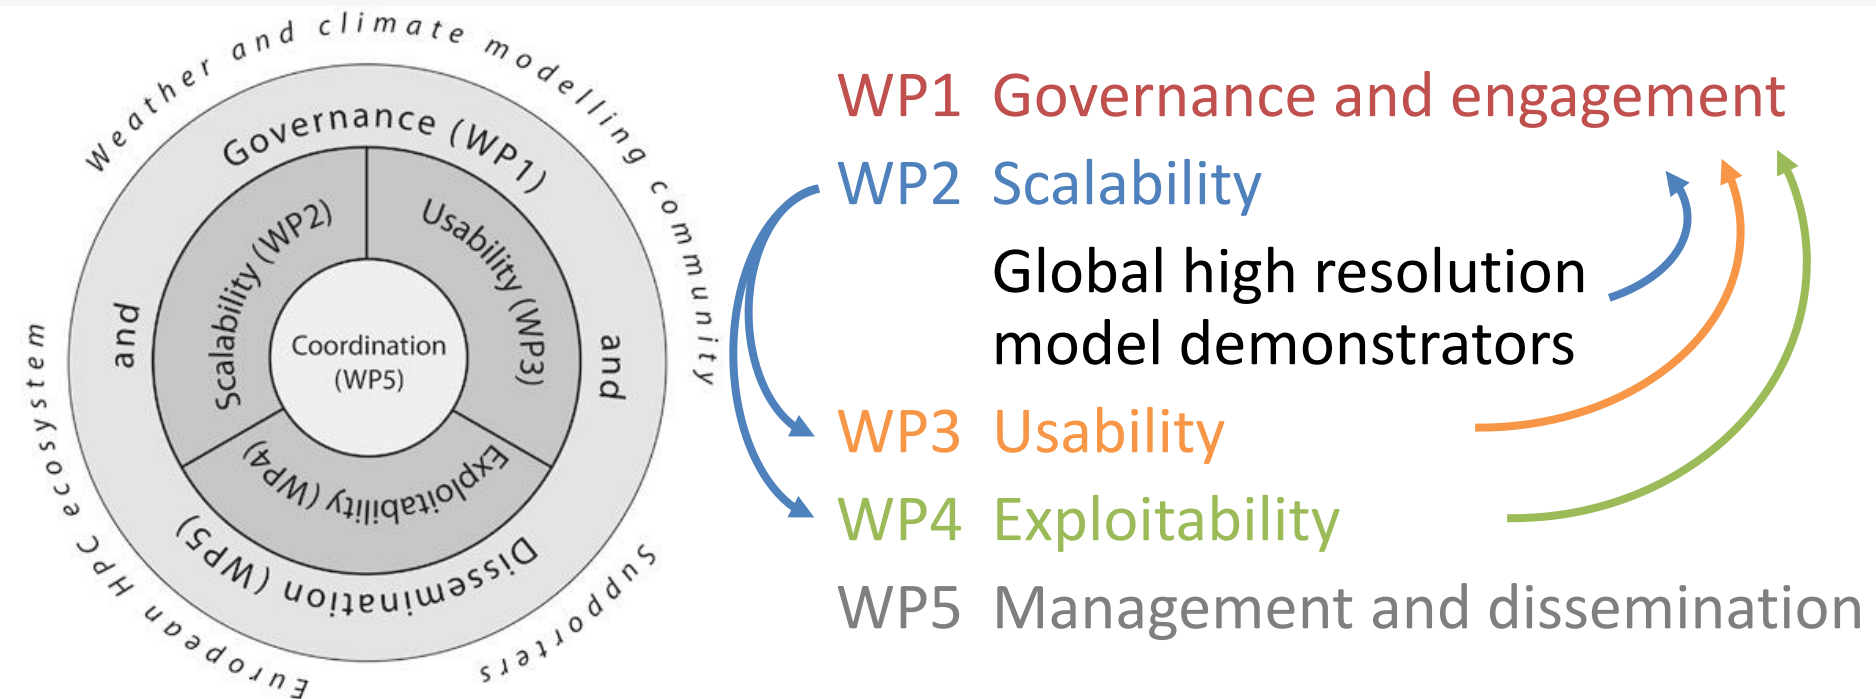 Weather and climate modelling community
Governance (WP1)
and
and
Scalability (WP2)
Usability (WP3)
Coordination
(WP5)
Exploitability (WP4)
Dissemination (WP5)
European HPC ecosystem
Supporters
WP1 Governance and engagement
WP2 Scalability
Global high resolution
model demonstrators
WP3 Usability
WP4 Exploitability
WP5 Management and dissemination